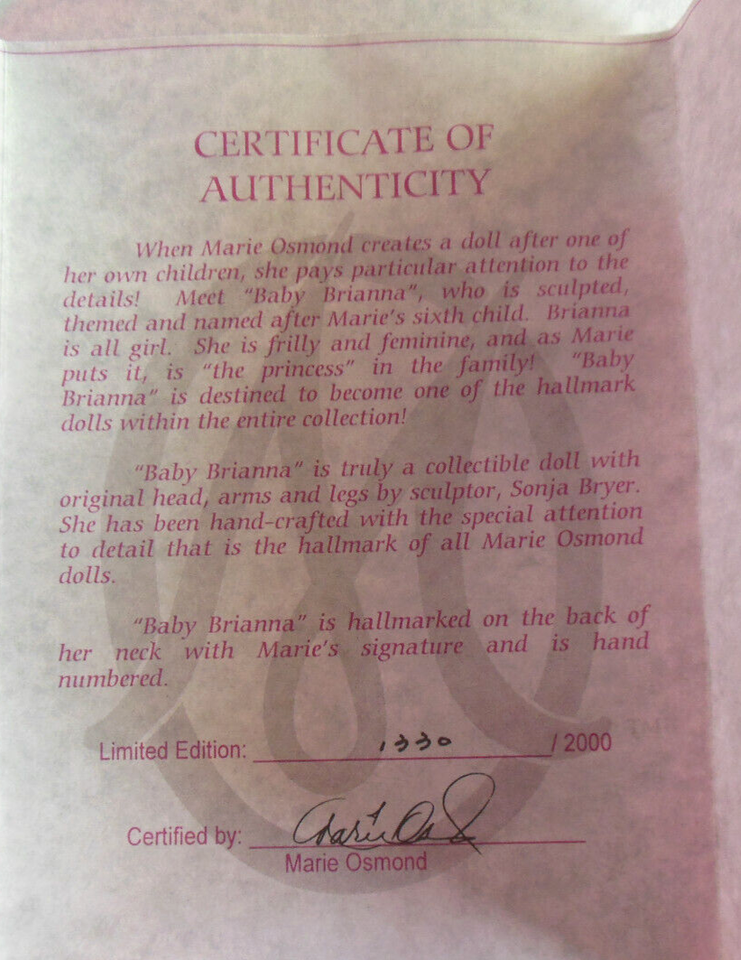 CERTIFICATE OF
AUTHENTICITY
When Marie Osmond creates a doll after one of
her own children, she pays particular attention to the
details! Meet "Baby Brianna", who is sculpted,
themed and named after Marie's sixth child. Brianna
is all girl. She is frilly and feminine, and as Marie
puts it, is "the princess" in the family! "Baby
Brianna" is destined to become one of the hallmark
dolls within the entire collection!
"Baby Brianna" is truly a collectible doll with
original head, arms and legs by sculptor, Sonja Bryer.
She has been hand-crafted with the special attention
to detail that is the hallmark of all Marie Osmond
dolls.
"Baby Brianna" is hallmarked on the back of
her neck with Marie's signature and is hand
numbered.
TM
Limited Edition: 1330 / 2000
Certified by: Marie Os
Marie Osmond